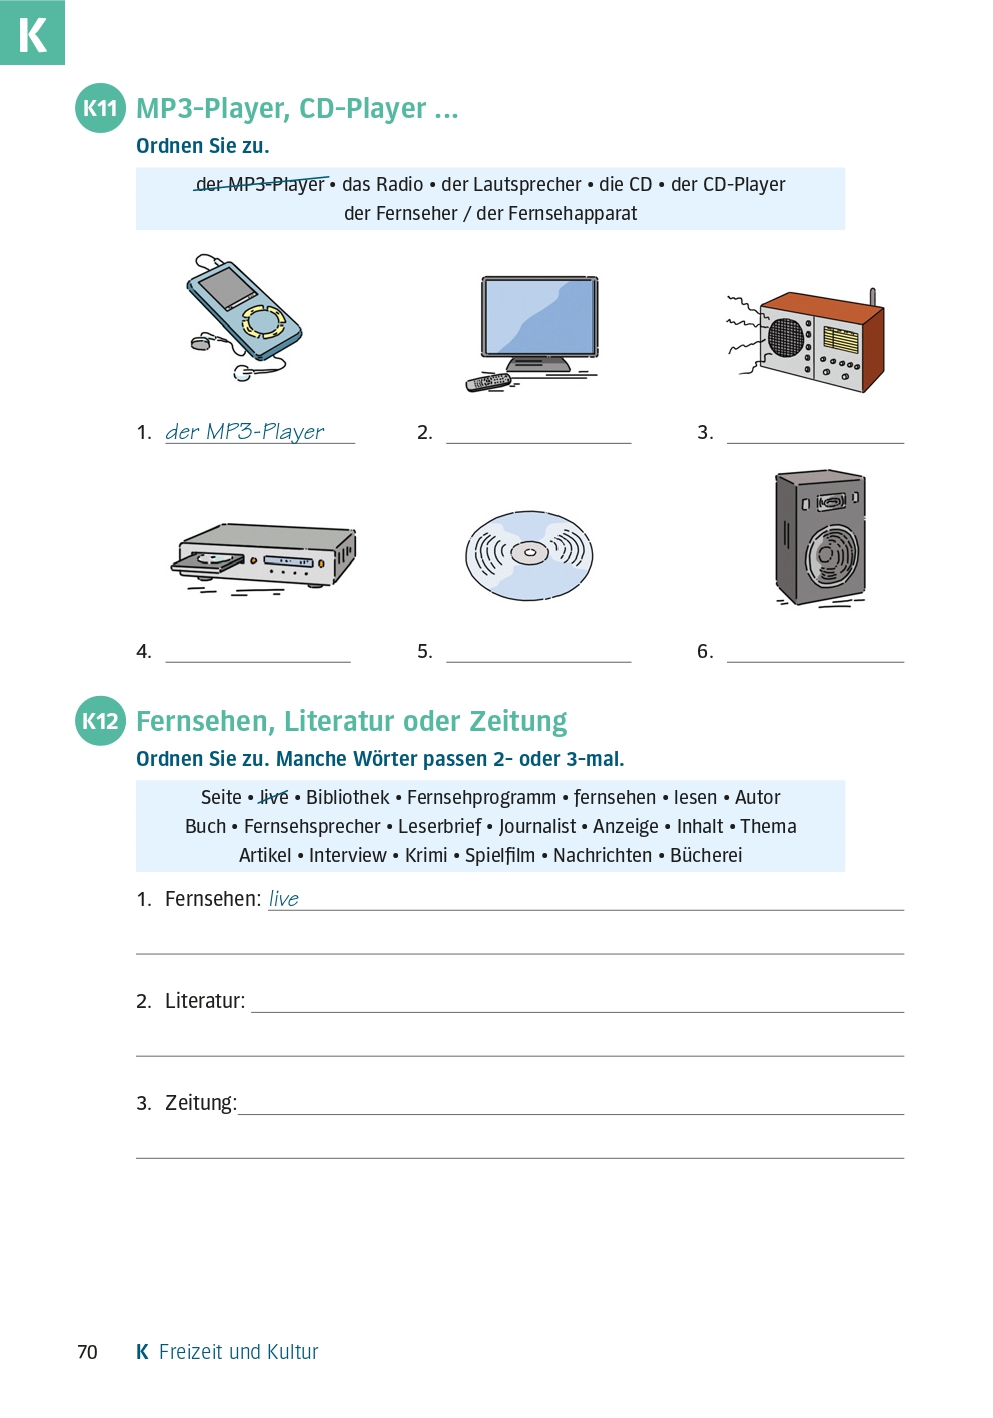 K
K11 MP3-Player, CD-Player ...
Ordnen Sie zu.
der MP3-Player • das Radio • der Lautsprecher • die CD • der CD-Player
der Fernseher / der Fernsehapparat
1. der MP3-Player 2. 3.
4. 5. 6.
K12 Fernsehen, Literatur oder Zeitung
Ordnen Sie zu. Manche Wörter passen 2- oder 3-mal.
Seite • live • Bibliothek • Fernsehprogramm • fernsehen • lesen • Autor
Buch • Fernsehsprecher • Leserbrief • Journalist • Anzeige • Inhalt • Thema
Artikel • Interview • Krimi • Spielfilm • Nachrichten • Bücherei
1. Fernsehen: live
2. Literatur:
3. Zeitung:
70 K Freizeit und Kultur